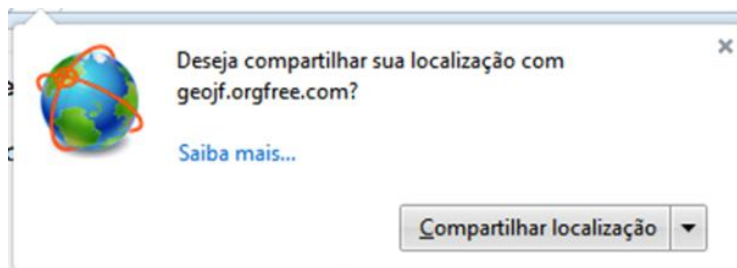 Deseja compartilhar sua localização com
geojf.orgfree.com?
Saiba mais...
Compartilhar localização